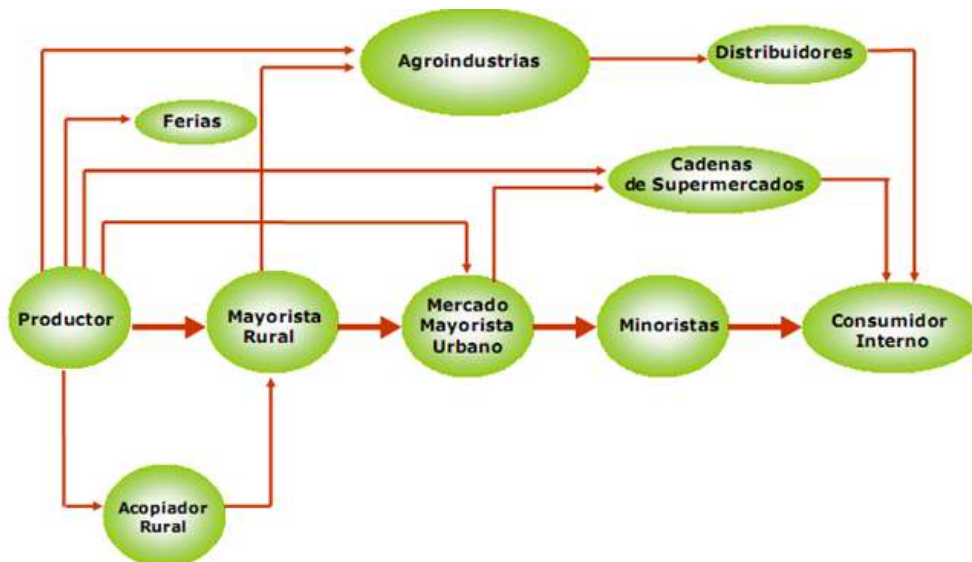 Agroindustrias
Distribuidores
Ferias
Cadenas
de Supermercados
Productor
Mayorista
Rural
Mercado
Mayorista
Urbano
Minoristas
Consumidor
Interno
Acopiador
Rural